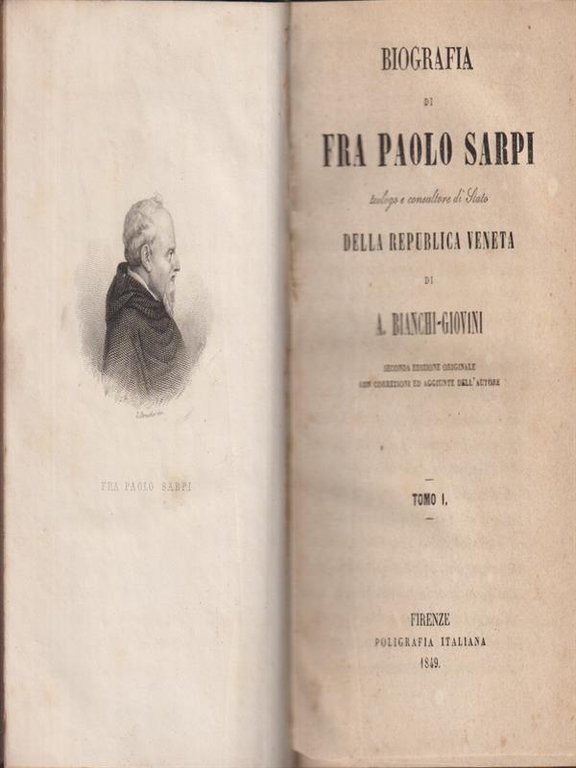 FRA PAOLO SARPI
BIOGRAFIA
DI
FRA PAOLO SARPI
teologo e consultore di Stato
DELLA REPUBLICA VENETA
DI
A. BIANCHI-GIOVINI
SECONDA EDIZIONE ORIGINALE
CON CORREZIONI ED AGGIUNTE DELL'AUTORE
TOMO I.
FIRENZE
POLIGRAFIA ITALIANA
1849.